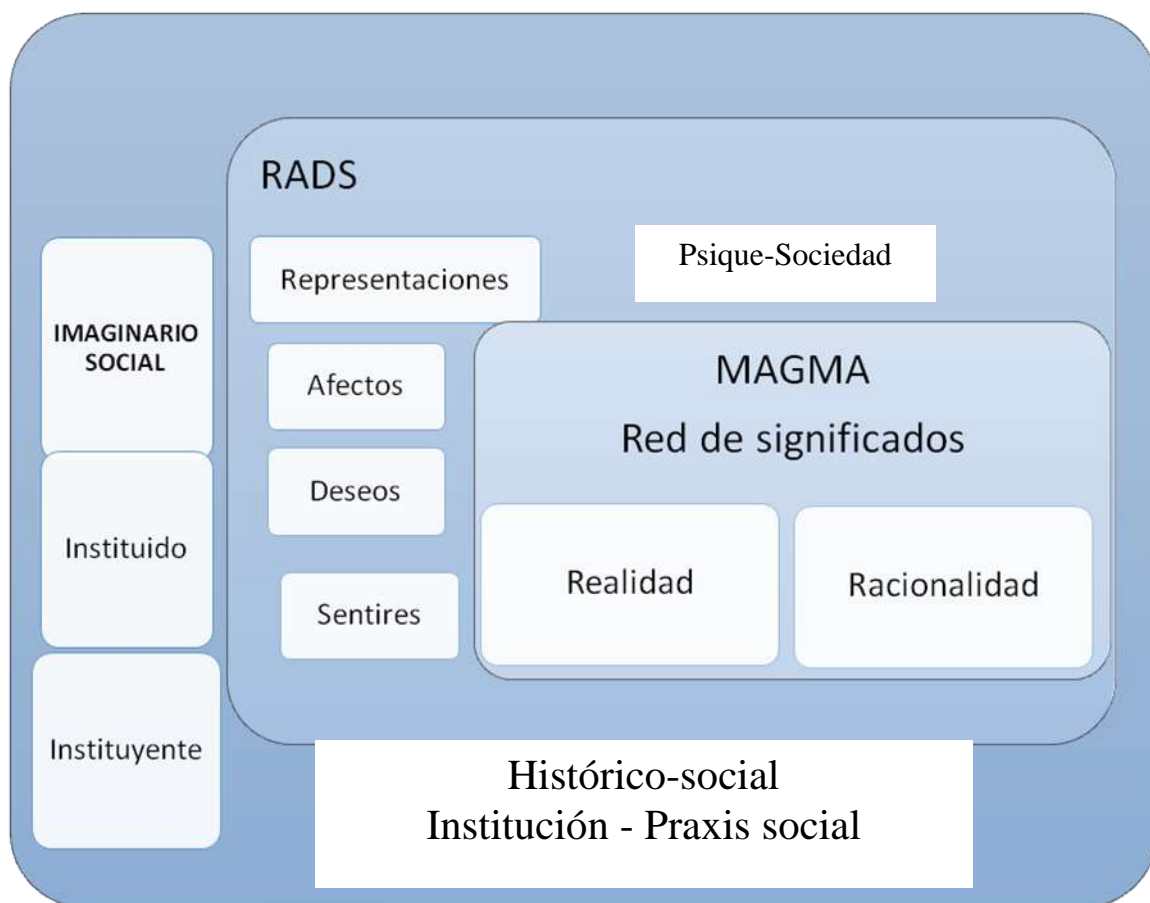 RADS
Psique-Sociedad
Representaciones
IMAGINARIO
SOCIAL
Afectos
MAGMA
Red de significados
Deseos
Instituido
Realidad
Racionalidad
Sentires
Instituyente
Histórico-social
Institución - Praxis social